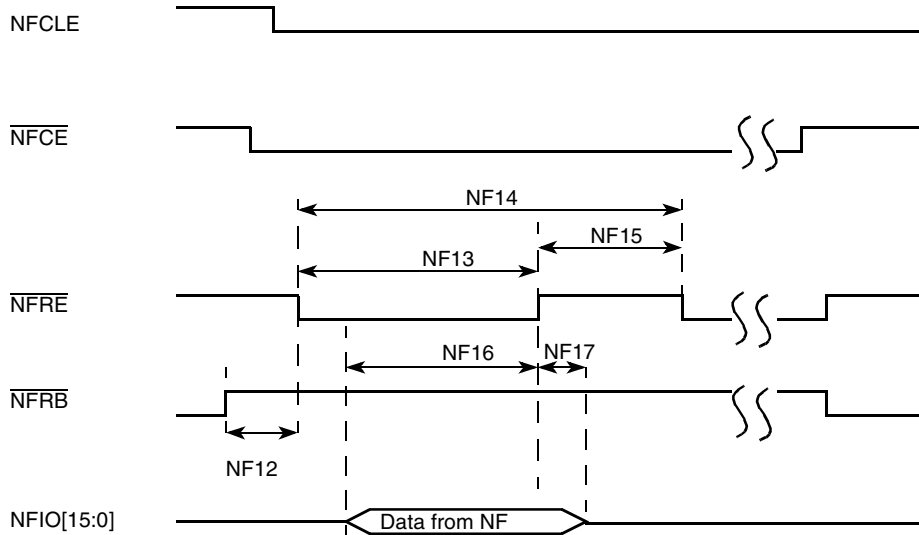 NFCLE
NFCE
NF14
NF15
NF13
NFRE
NF16 NF17
NFRB
NF12
NFIO[15:0] Data from NF